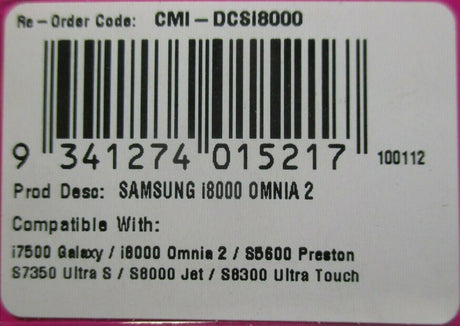 Re-Order Code: CMI-DCSi8000
9 341274 015217 100112
Prod Desc: SAMSUNG i8000 OMNIA 2
Compatible With:
i7500 Galaxy / i8000 Omnia 2 / S5600 Preston
S7350 Ultra S / S8000 Jet / S8300 Ultra Touch